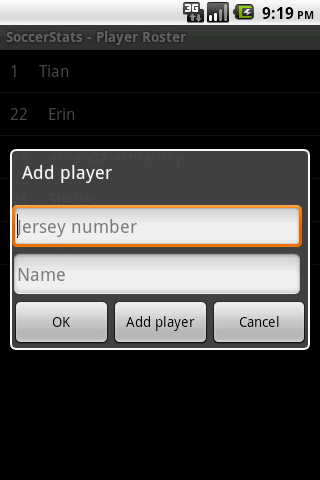 3G 9:19 PM
SoccerStats - Player Roster
1 Tian
22 Erin
Add player
Jersey number
Name
OK Add player Cancel